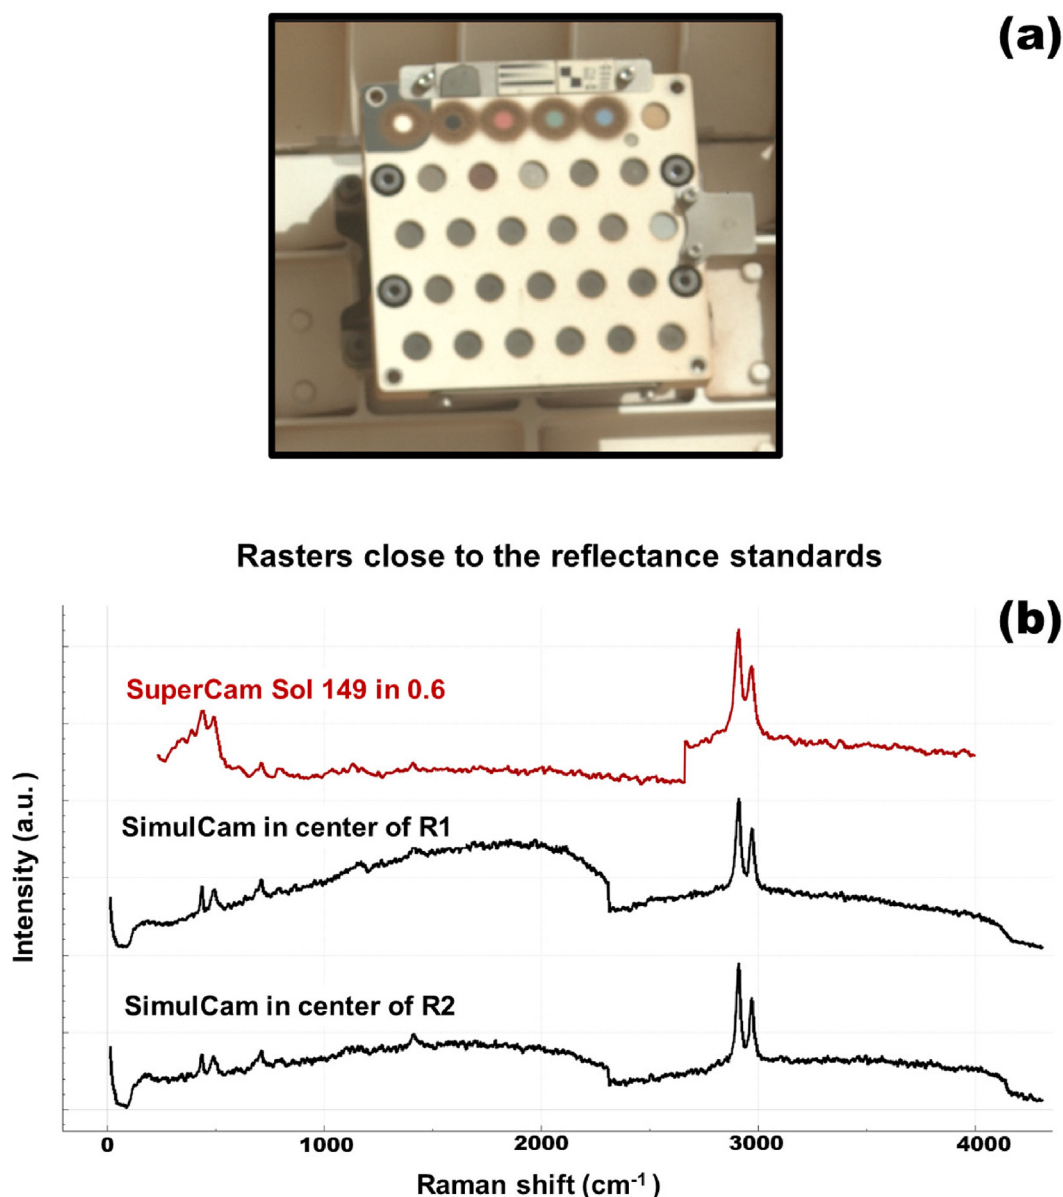 (a)
Rasters close to the reflectance standards
(b)
SuperCam Sol 149 in 0.6
SimulCam in center of R1
SimulCam in center of R2
Intensity (a.u.)
0 1000 2000 3000 4000
Raman shift (cm⁻¹)